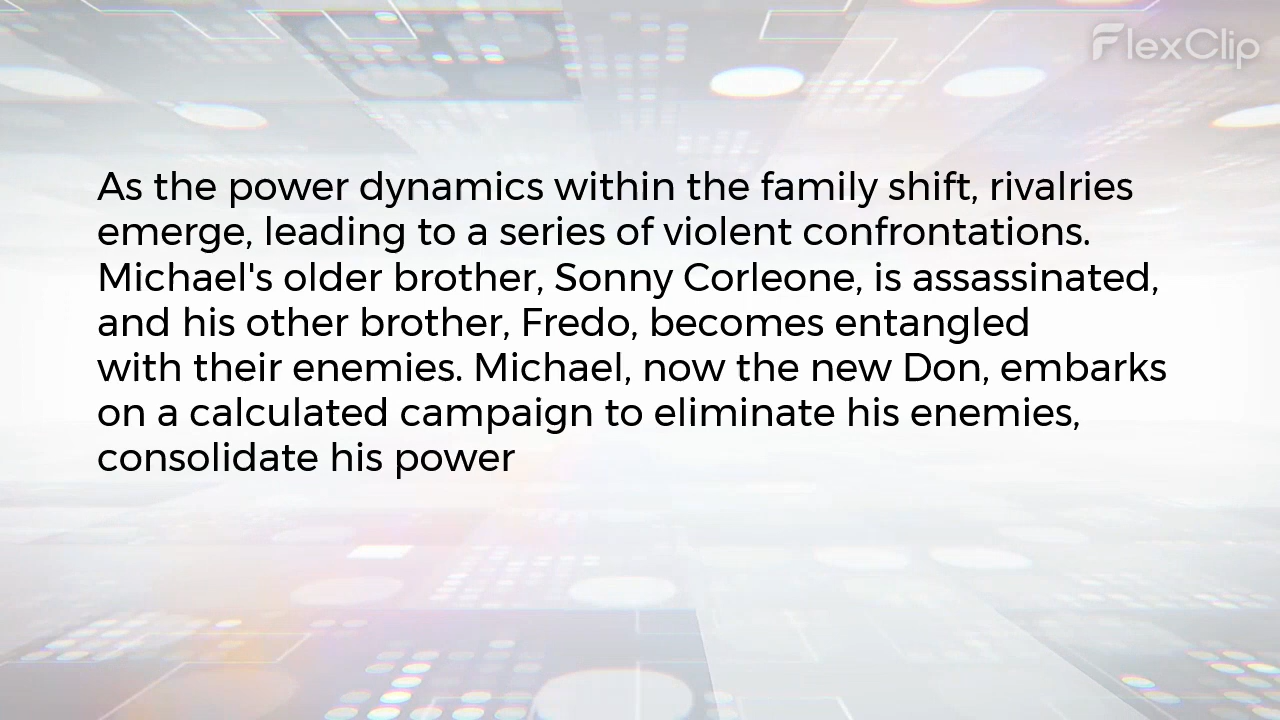 FlexClip
As the power dynamics within the family shift, rivalries
emerge, leading to a series of violent confrontations.
Michael's older brother, Sonny Corleone, is assassinated,
and his other brother, Fredo, becomes entangled
with their enemies. Michael, now the new Don, embarks
on a calculated campaign to eliminate his enemies,
consolidate his power